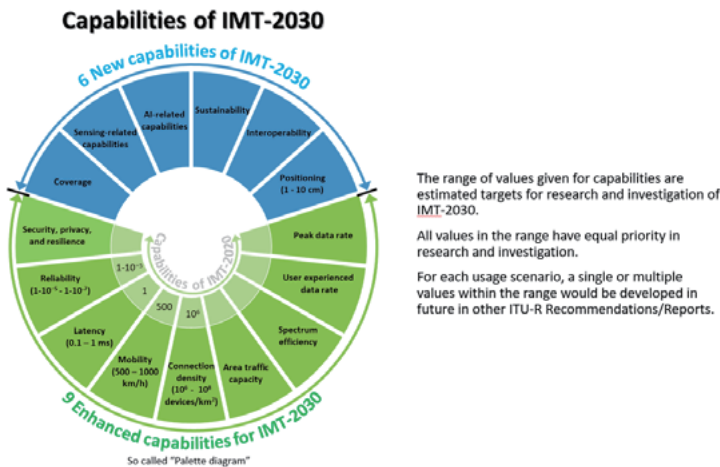 Capabilities of IMT-2030
6 New capabilities of IMT-2030
Coverage
Sensing-related
capabilities
AI-related
capabilities
Sustainability
Interoperability
Positioning
(1 - 10 cm)
Security, privacy,
and resilience
Reliability
(1-10⁻⁵ - 1-10⁻⁷)
Latency
(0.1 – 1 ms)
Mobility
(500 – 1000
km/h)
Connection
density
(10⁶ - 10⁸
devices/km²)
Area traffic
capacity
Spectrum
efficiency
User experienced
data rate
Peak data rate
Capabilities of IMT-2020
1-10⁻⁵
1
500
10⁶
9 Enhanced capabilities for IMT-2030
So called "Palette diagram"
The range of values given for capabilities are
estimated targets for research and investigation of
IMT-2030.
All values in the range have equal priority in
research and investigation.
For each usage scenario, a single or multiple
values within the range would be developed in
future in other ITU-R Recommendations/Reports.